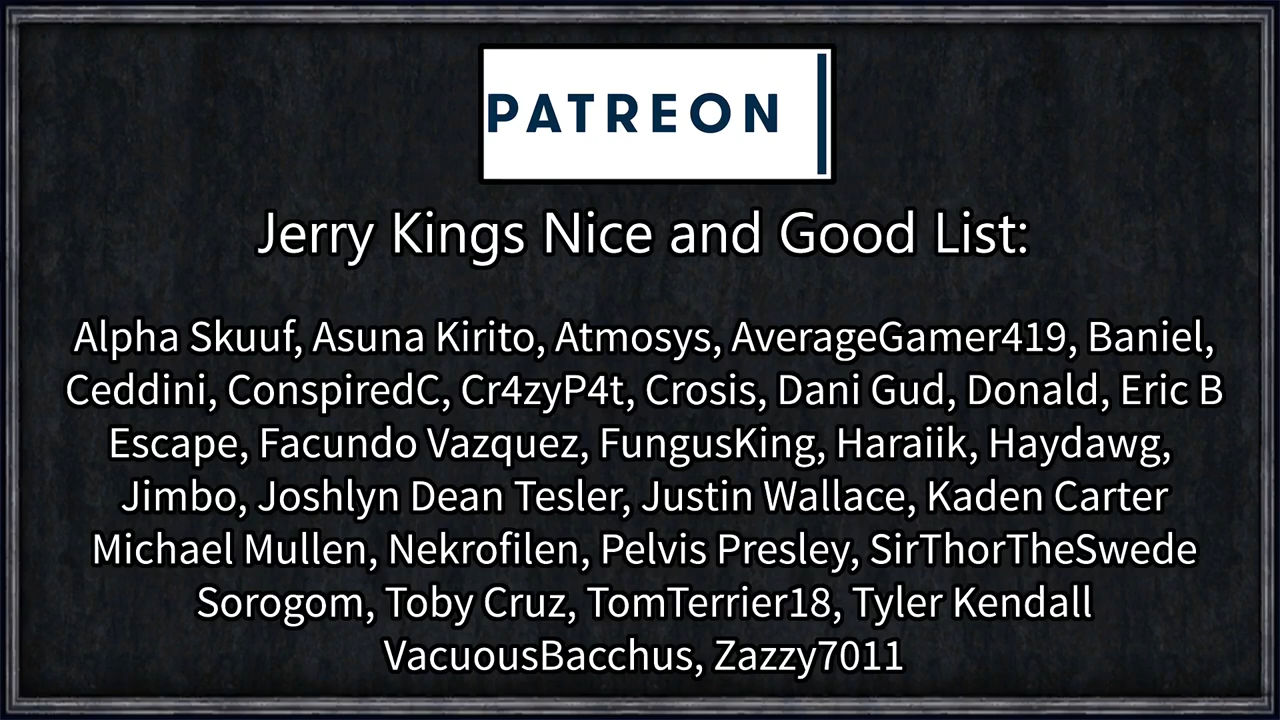 PATREON
Jerry Kings Nice and Good List:
Alpha Skuuf, Asuna Kirito, Atmosys, AverageGamer419, Baniel,
Ceddini, ConspiredC, Cr4zyP4t, Crosis, Dani Gud, Donald, Eric B
Escape, Facundo Vazquez, FungusKing, Haraiik, Haydawg,
Jimbo, Joshlyn Dean Tesler, Justin Wallace, Kaden Carter
Michael Mullen, Nekrofilen, Pelvis Presley, SirThorTheSwede
Sorogom, Toby Cruz, TomTerrier18, Tyler Kendall
VacuousBacchus, Zazzy7011